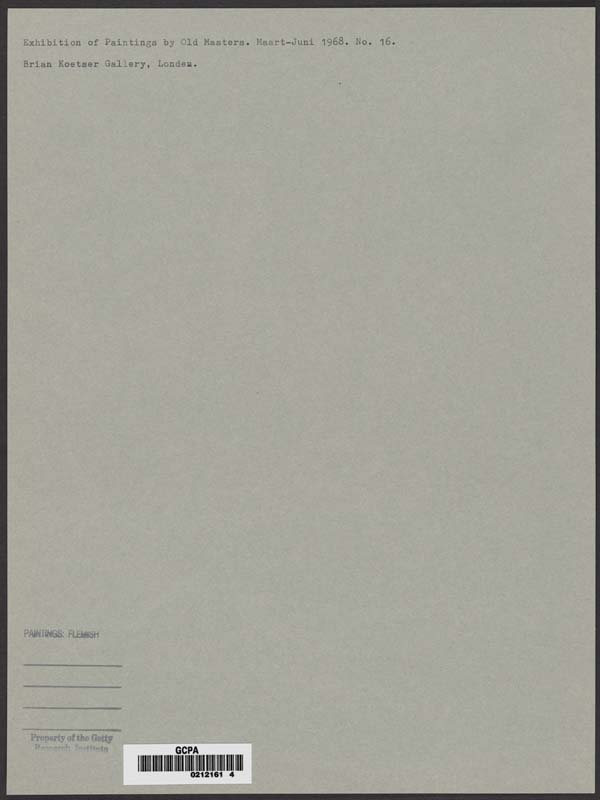 Exhibition of Paintings by Old Masters. Maart-Juni 1968. No. 16.
Brian Koetser Gallery, Londen.
PAINTINGS: FLEMISH
Property of the Getty
Research Institute
GCPA
0212161 4